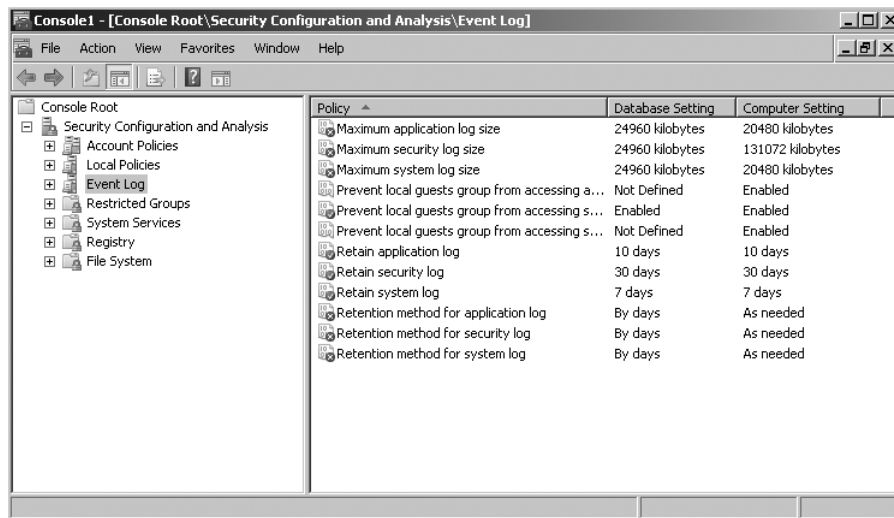 Console1 - [Console Root\Security Configuration and Analysis\Event Log]
File Action View Favorites Window Help
Console Root
Security Configuration and Analysis
Account Policies
Local Policies
Event Log
Restricted Groups
System Services
Registry
File System
Policy Database Setting Computer Setting
Maximum application log size 24960 kilobytes 20480 kilobytes
Maximum security log size 24960 kilobytes 131072 kilobytes
Maximum system log size 24960 kilobytes 20480 kilobytes
Prevent local guests group from accessing a... Not Defined Enabled
Prevent local guests group from accessing s... Enabled Enabled
Prevent local guests group from accessing s... Not Defined Enabled
Retain application log 10 days 10 days
Retain security log 30 days 30 days
Retain system log 7 days 7 days
Retention method for application log By days As needed
Retention method for security log By days As needed
Retention method for system log By days As needed